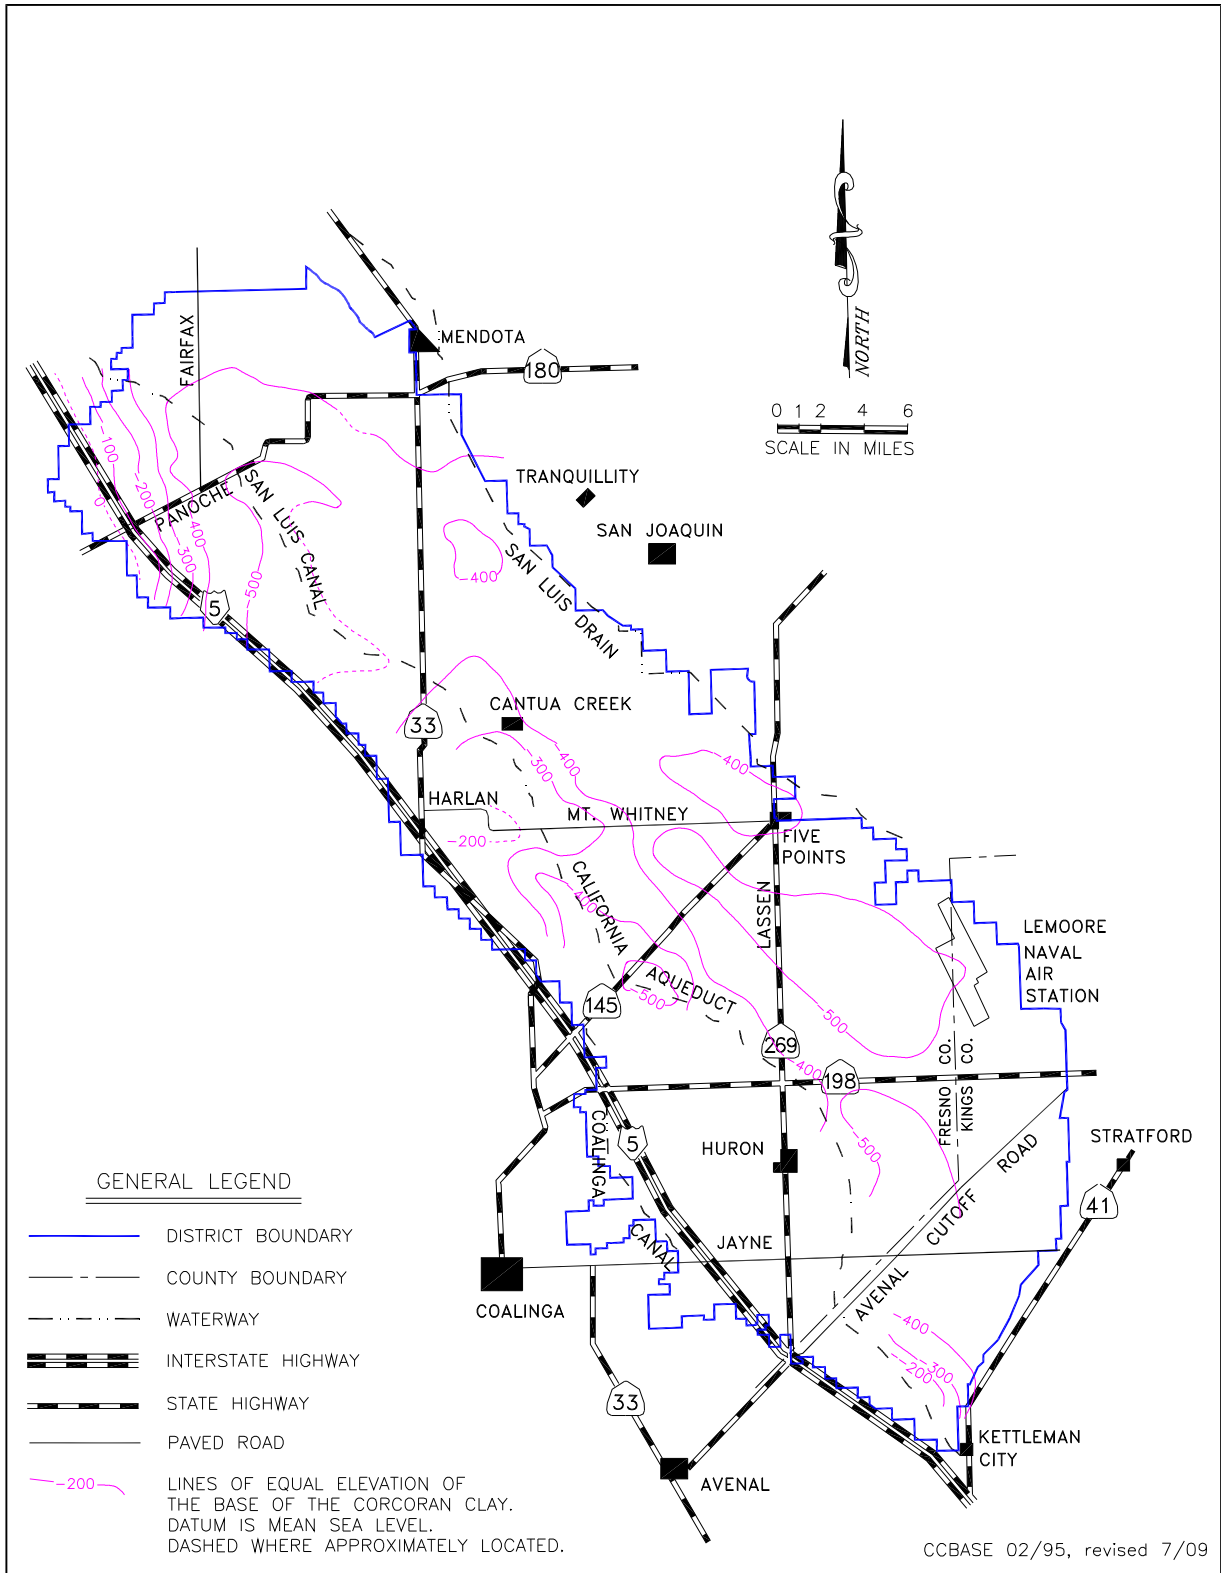 NORTH
0 1 2 4 6
SCALE IN MILES
FAIRFAX
MENDOTA
180
TRANQUILLITY
SAN JOAQUIN
-100
-200
0
-300
-400
PANOCHE
SAN LUIS CANAL
-500
5
-400
SAN LUIS DRAIN
CANTUA CREEK
33
-300
-400
-400
HARLAN
MT. WHITNEY
-200
FIVE
POINTS
CALIFORNIA
-400
LASSEN
LEMOORE
NAVAL
AIR
STATION
AQUEDUCT
-500
145
-500
269
-400
198
FRESNO CO.
KINGS CO.
COALINGA
5
HURON
-500
ROAD
STRATFORD
41
CUTOFF
CANAL
JAYNE
AVENAL
COALINGA
-400
-300
--200
33
KETTLEMAN
CITY
AVENAL
GENERAL LEGEND
DISTRICT BOUNDARY
COUNTY BOUNDARY
WATERWAY
INTERSTATE HIGHWAY
STATE HIGHWAY
PAVED ROAD
-200
LINES OF EQUAL ELEVATION OF
THE BASE OF THE CORCORAN CLAY.
DATUM IS MEAN SEA LEVEL.
DASHED WHERE APPROXIMATELY LOCATED.
CCBASE 02/95, revised 7/09